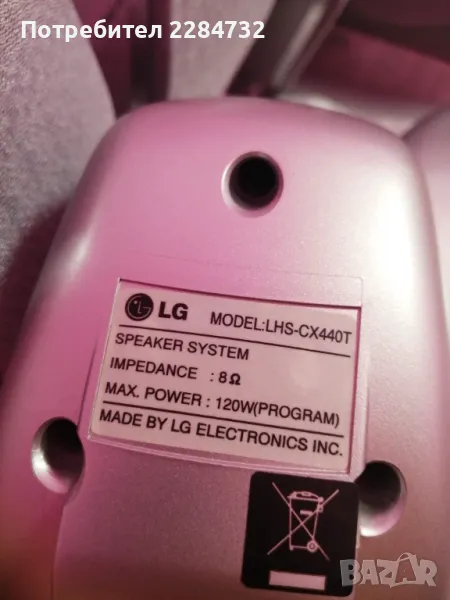 Потребител 2284732
LG MODEL:LHS-CX440T
SPEAKER SYSTEM
IMPEDANCE : 8Ω
MAX. POWER : 120W(PROGRAM)
MADE BY LG ELECTRONICS INC.
BAZAR